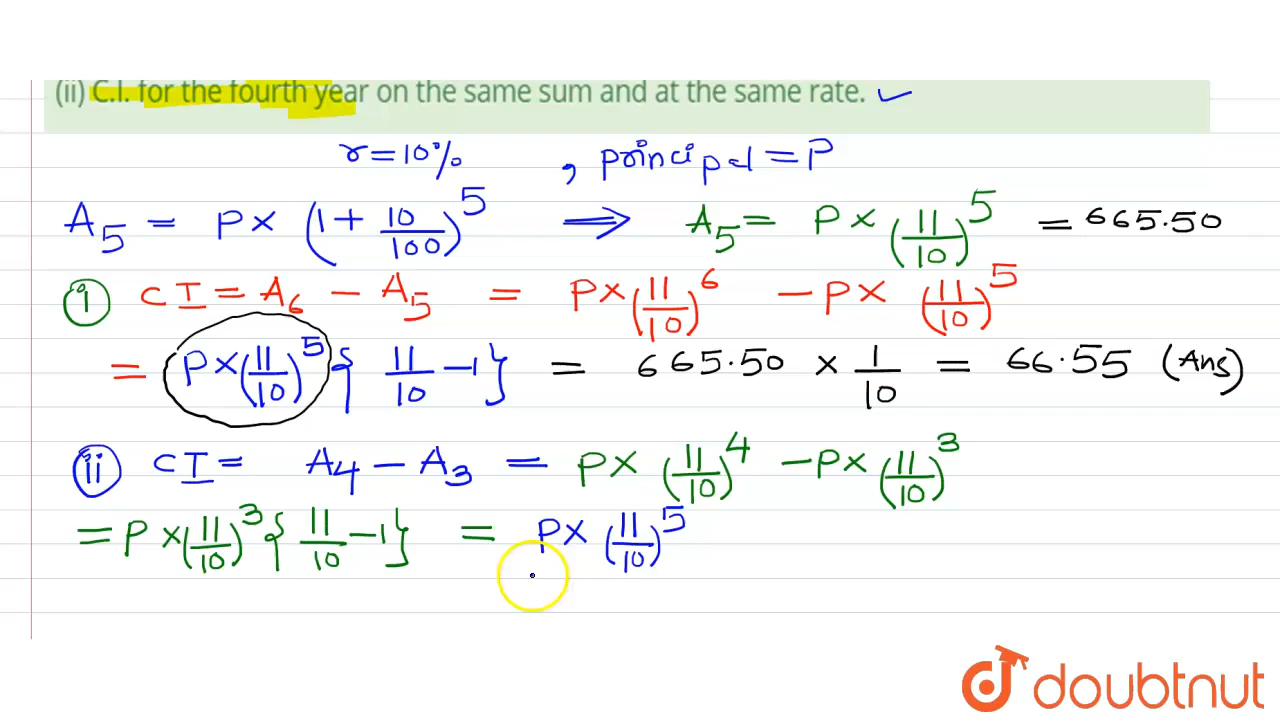 (ii) C.I. for the fourth year on the same sum and at the same rate. ✓
r = 10% , principal = P
A₅ = P × (1 + 10/100)⁵ ⟹ A₅ = P × (11/10)⁵ = 665.50
(i) CI = A₆ − A₅ = P × (11/10)⁶ − P × (11/10)⁵
= P × (11/10)⁵ { 11/10 − 1 } = 665.50 × 1/10 = 66.55 (Ans)
(ii) CI = A₄ − A₃ = P × (11/10)⁴ − P × (11/10)³
= P × (11/10)³ { 11/10 − 1 } = P × (11/10)⁵
doubtnut